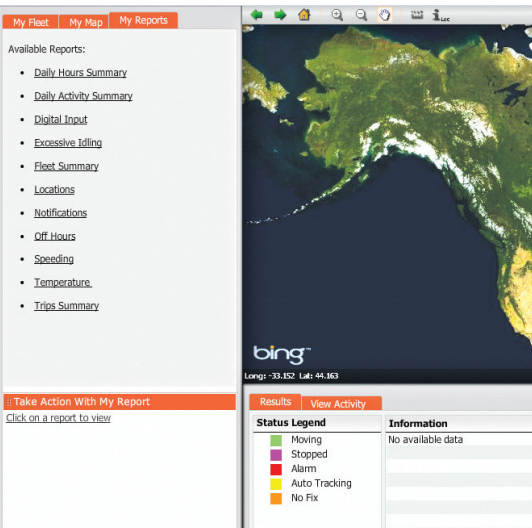 My Fleet
My Map
My Reports
Available Reports:
• Daily Hours Summary
• Daily Activity Summary
• Digital Input
• Excessive Idling
• Fleet Summary
• Locations
• Notifications
• Off Hours
• Speeding
• Temperature
• Trips Summary
Take Action With My Report
Click on a report to view
Loc
bing™
Long: -33.152 Lat: 44.163
Results
View Activity
Status Legend
Moving
Stopped
Alarm
Auto Tracking
No Fix
Information
No available data